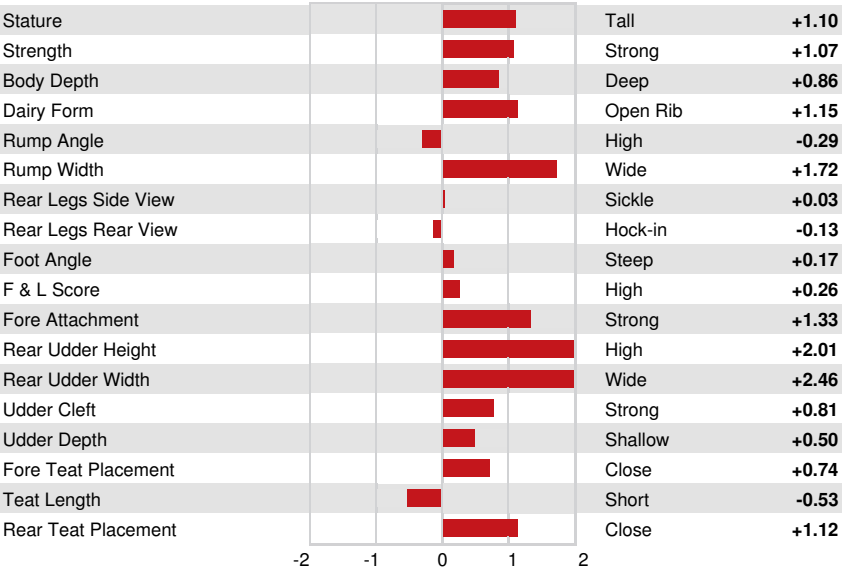 Stature Tall +1.10
Strength Strong +1.07
Body Depth Deep +0.86
Dairy Form Open Rib +1.15
Rump Angle High -0.29
Rump Width Wide +1.72
Rear Legs Side View Sickle +0.03
Rear Legs Rear View Hock-in -0.13
Foot Angle Steep +0.17
F & L Score High +0.26
Fore Attachment Strong +1.33
Rear Udder Height High +2.01
Rear Udder Width Wide +2.46
Udder Cleft Strong +0.81
Udder Depth Shallow +0.50
Fore Teat Placement Close +0.74
Teat Length Short -0.53
Rear Teat Placement Close +1.12
-2 -1 0 1 2